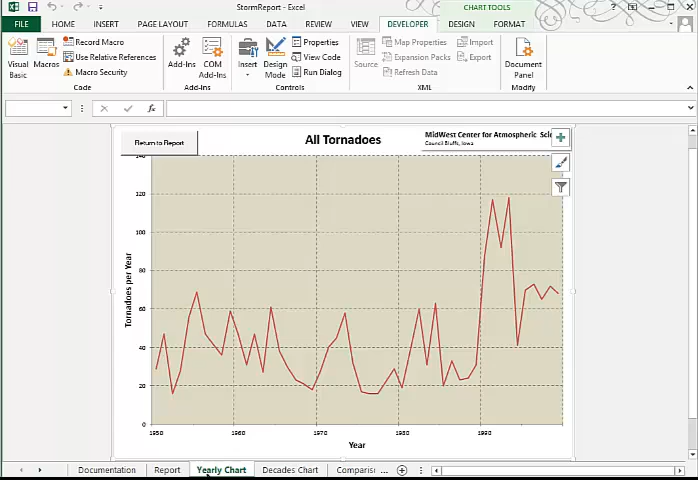 StormReport - Excel
CHART TOOLS
FILE HOME INSERT PAGE LAYOUT FORMULAS DATA REVIEW VIEW DEVELOPER DESIGN FORMAT
Visual Basic
Macros
Record Macro
Use Relative References
Macro Security
Code
Add-Ins
COM Add-Ins
Add-Ins
Insert
Design Mode
Properties
View Code
Run Dialog
Controls
Source
Map Properties
Expansion Packs
Refresh Data
Import
Export
XML
Document Panel
Modify
fx
Return to Report
All Tornadoes
MidWest Center for Atmospheric Scie
Council Bluffs, Iowa
Tornadoes per Year
140
120
100
80
60
40
20
0
1950 1960 1970 1980 1990
Year
Documentation Report Yearly Chart Decades Chart Comparis ...